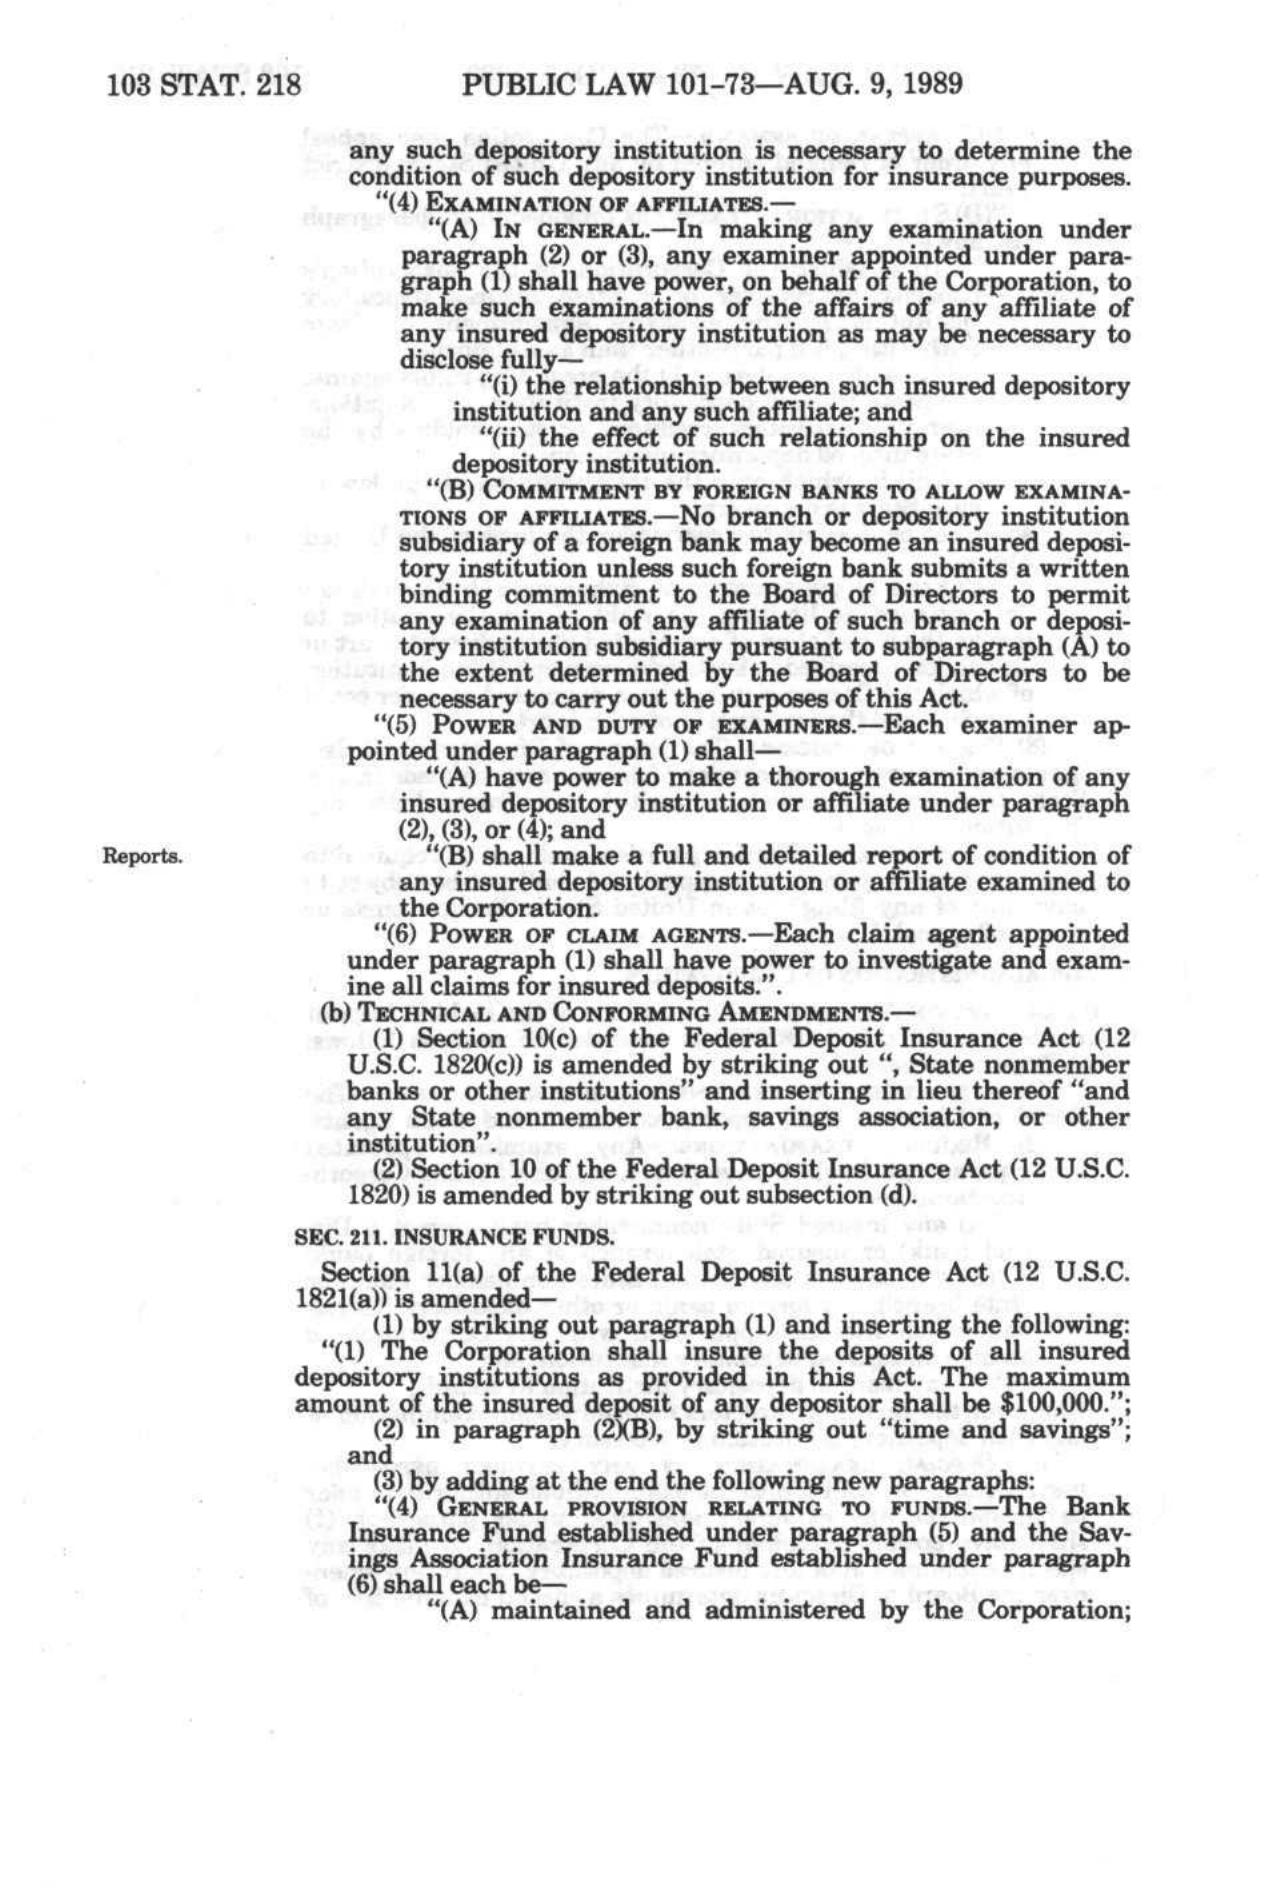 103 STAT. 218
PUBLIC LAW 101-73—AUG. 9, 1989
any such depository institution is necessary to determine the
condition of such depository institution for insurance purposes.
"(4) EXAMINATION OF AFFILIATES.—
"(A) IN GENERAL.—In making any examination under
paragraph (2) or (3), any examiner appointed under para-
graph (1) shall have power, on behalf of the Corporation, to
make such examinations of the affairs of any affiliate of
any insured depository institution as may be necessary to
disclose fully—
"(i) the relationship between such insured depository
institution and any such affiliate; and
"(ii) the effect of such relationship on the insured
depository institution.
"(B) COMMITMENT BY FOREIGN BANKS TO ALLOW EXAMINA-
TIONS OF AFFILIATES.—No branch or depository institution
subsidiary of a foreign bank may become an insured deposi-
tory institution unless such foreign bank submits a written
binding commitment to the Board of Directors to permit
any examination of any affiliate of such branch or deposi-
tory institution subsidiary pursuant to subparagraph (A) to
the extent determined by the Board of Directors to be
necessary to carry out the purposes of this Act.
"(5) POWER AND DUTY OF EXAMINERS.—Each examiner ap-
pointed under paragraph (1) shall—
"(A) have power to make a thorough examination of any
insured depository institution or affiliate under paragraph
(2), (3), or (4); and
Reports.
"(B) shall make a full and detailed report of condition of
any insured depository institution or affiliate examined to
the Corporation.
"(6) POWER OF CLAIM AGENTS.—Each claim agent appointed
under paragraph (1) shall have power to investigate and exam-
ine all claims for insured deposits.".
(b) TECHNICAL AND CONFORMING AMENDMENTS.—
(1) Section 10(c) of the Federal Deposit Insurance Act (12
U.S.C. 1820(c)) is amended by striking out ", State nonmember
banks or other institutions" and inserting in lieu thereof "and
any State nonmember bank, savings association, or other
institution".
(2) Section 10 of the Federal Deposit Insurance Act (12 U.S.C.
1820) is amended by striking out subsection (d).
SEC. 211. INSURANCE FUNDS.
Section 11(a) of the Federal Deposit Insurance Act (12 U.S.C.
1821(a)) is amended—
(1) by striking out paragraph (1) and inserting the following:
"(1) The Corporation shall insure the deposits of all insured
depository institutions as provided in this Act. The maximum
amount of the insured deposit of any depositor shall be $100,000.";
(2) in paragraph (2)(B), by striking out "time and savings";
and
(3) by adding at the end the following new paragraphs:
"(4) GENERAL PROVISION RELATING TO FUNDS.—The Bank
Insurance Fund established under paragraph (5) and the Sav-
ings Association Insurance Fund established under paragraph
(6) shall each be—
"(A) maintained and administered by the Corporation;